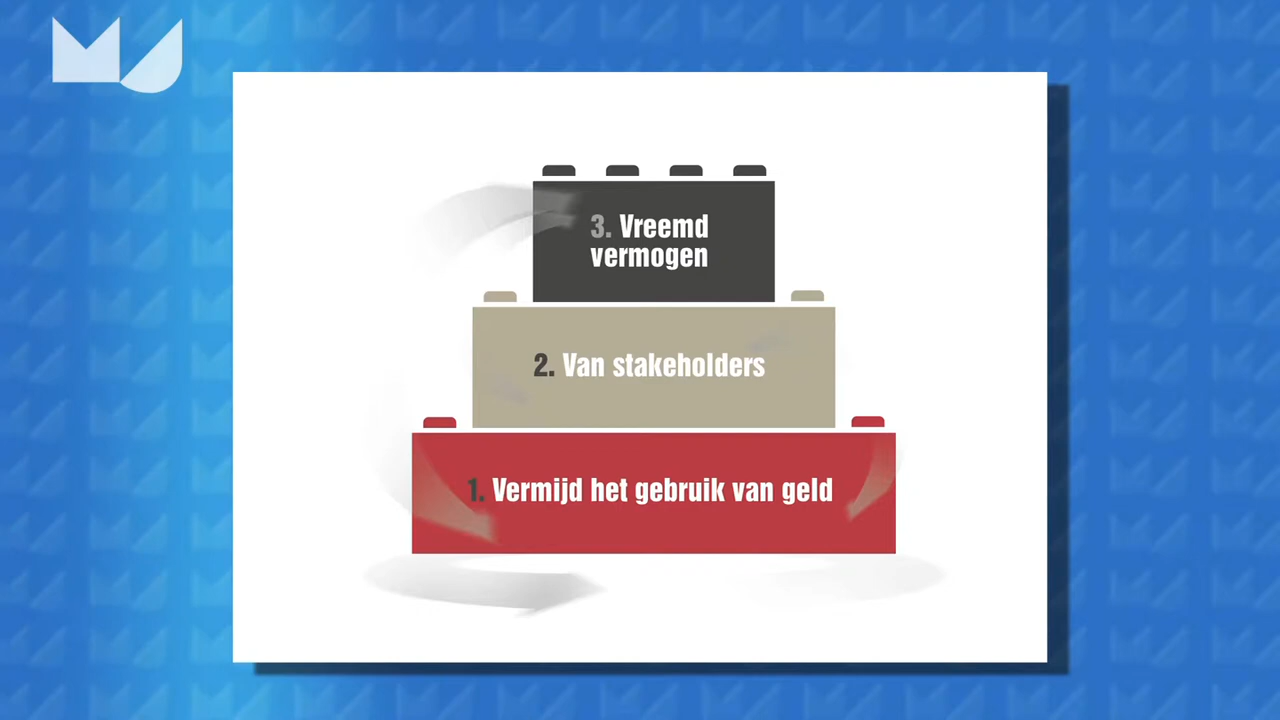 3. Vreemd
vermogen
2. Van stakeholders
1. Vermijd het gebruik van geld